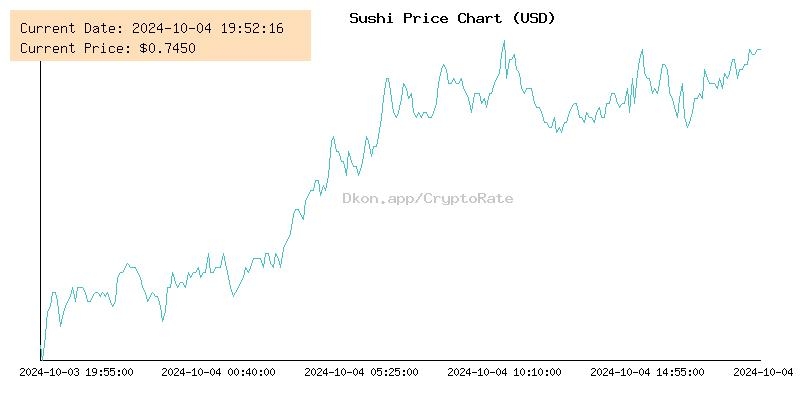 Sushi Price Chart (USD)
Current Date: 2024-10-04 19:52:16
Current Price: $0.7450
Dkon.app/CryptoRate
2024-10-03 19:55:00 2024-10-04 00:40:00 2024-10-04 05:25:00 2024-10-04 10:10:00 2024-10-04 14:55:00 2024-10-04